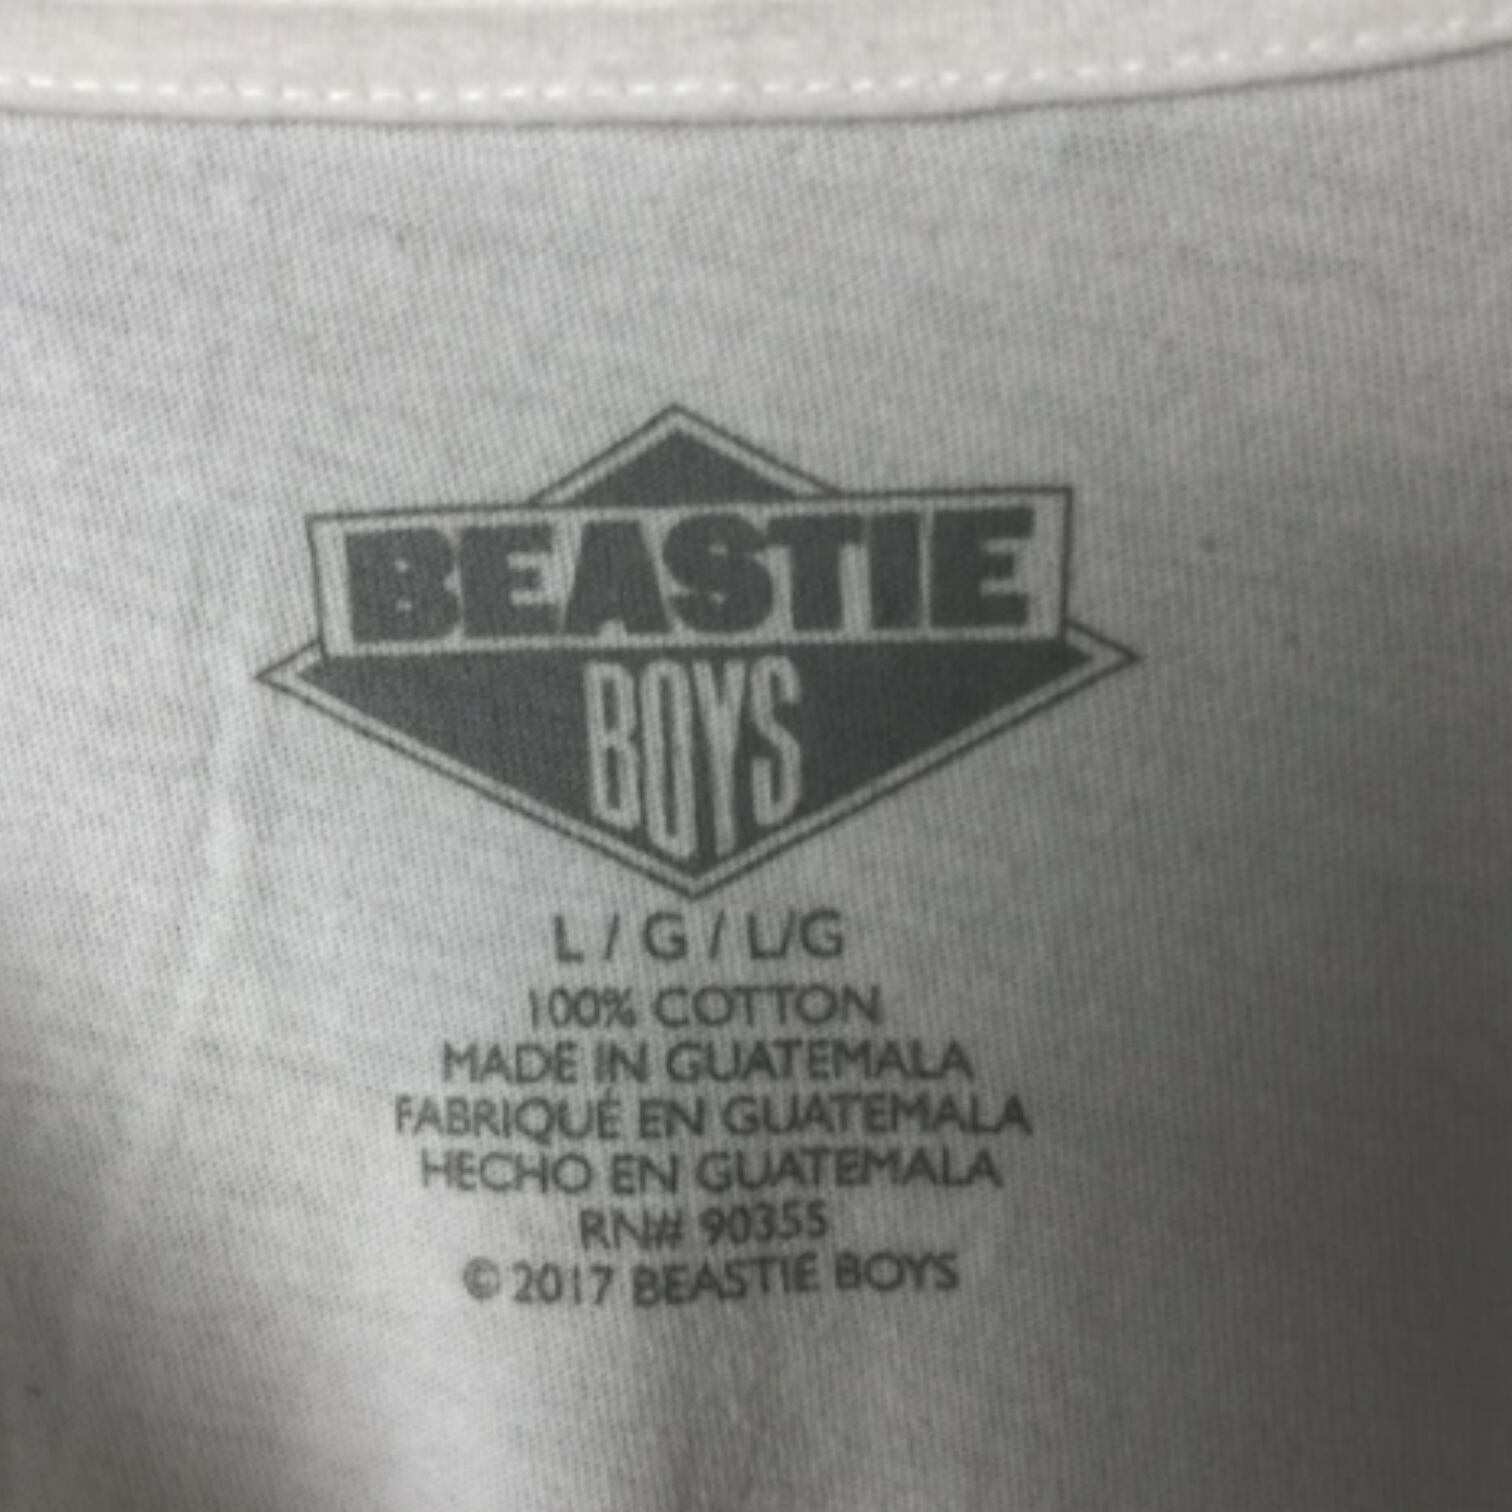 BEASTIE
BOYS
L / G / L/G
100% COTTON
MADE IN GUATEMALA
FABRIQUÉ EN GUATEMALA
HECHO EN GUATEMALA
RN# 90355
© 2017 BEASTIE BOYS